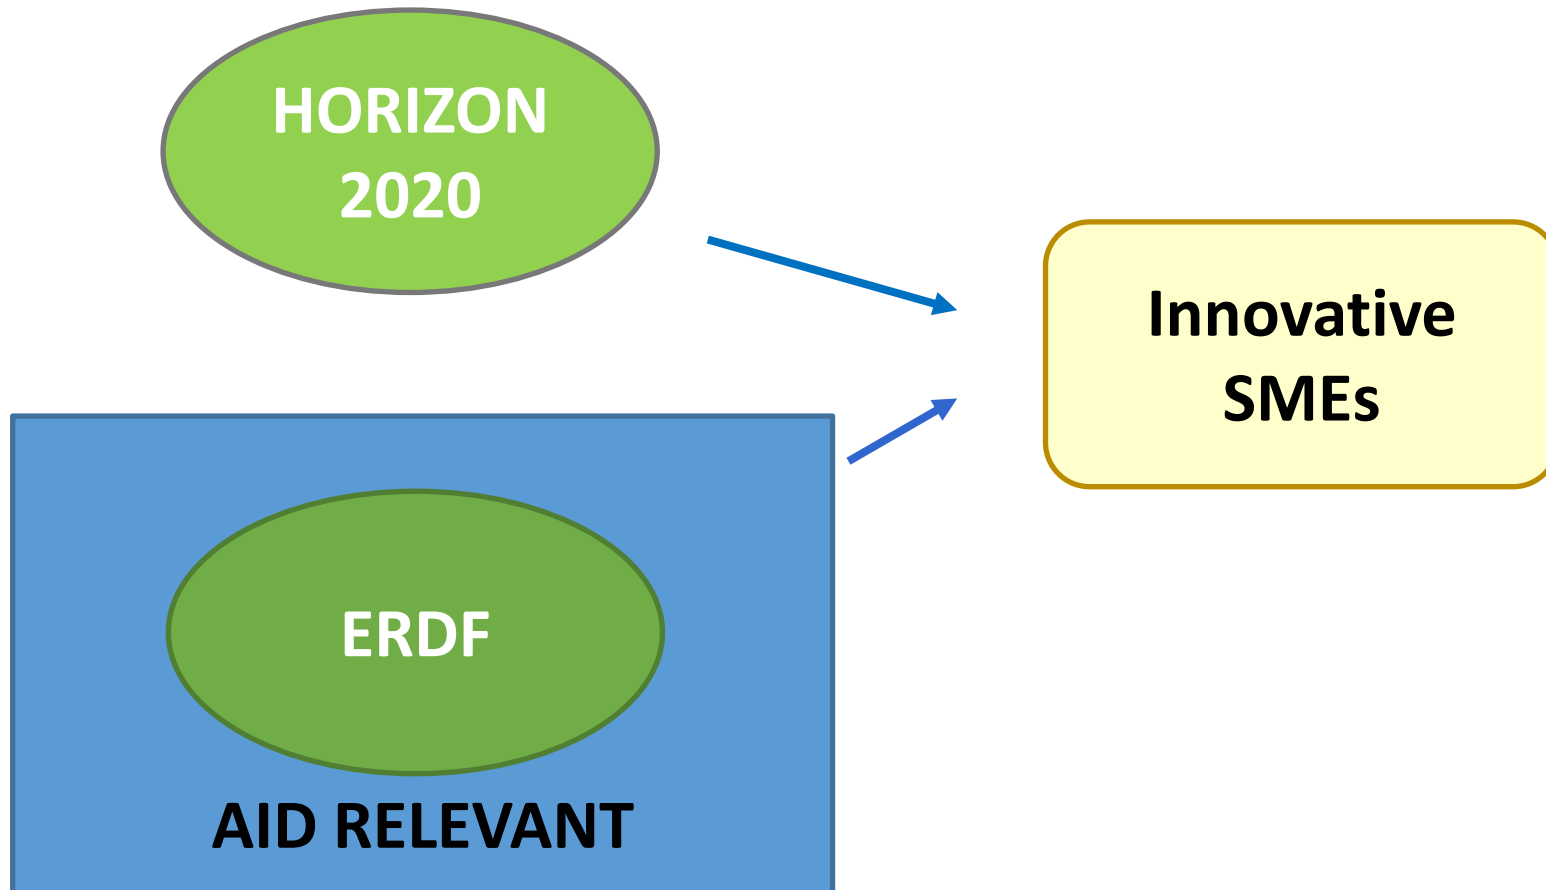 HORIZON
2020
Innovative
SMEs
ERDF
AID RELEVANT